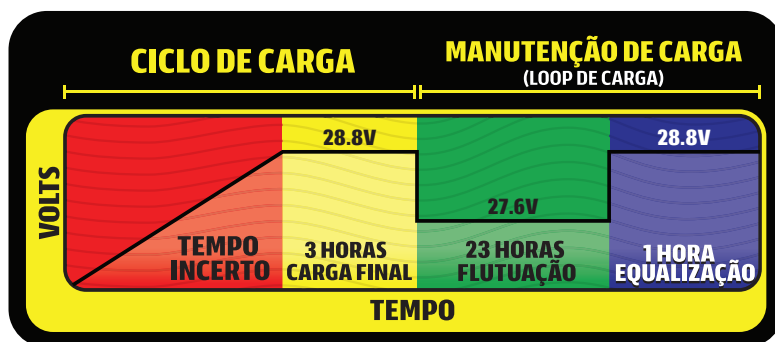 CICLO DE CARGA
MANUTENÇÃO DE CARGA
(LOOP DE CARGA)
VOLTS
28.8V
28.8V
27.6V
TEMPO
INCERTO
3 HORAS
CARGA FINAL
23 HORAS
FLUTUAÇÃO
1 HORA
EQUALIZAÇÃO
TEMPO